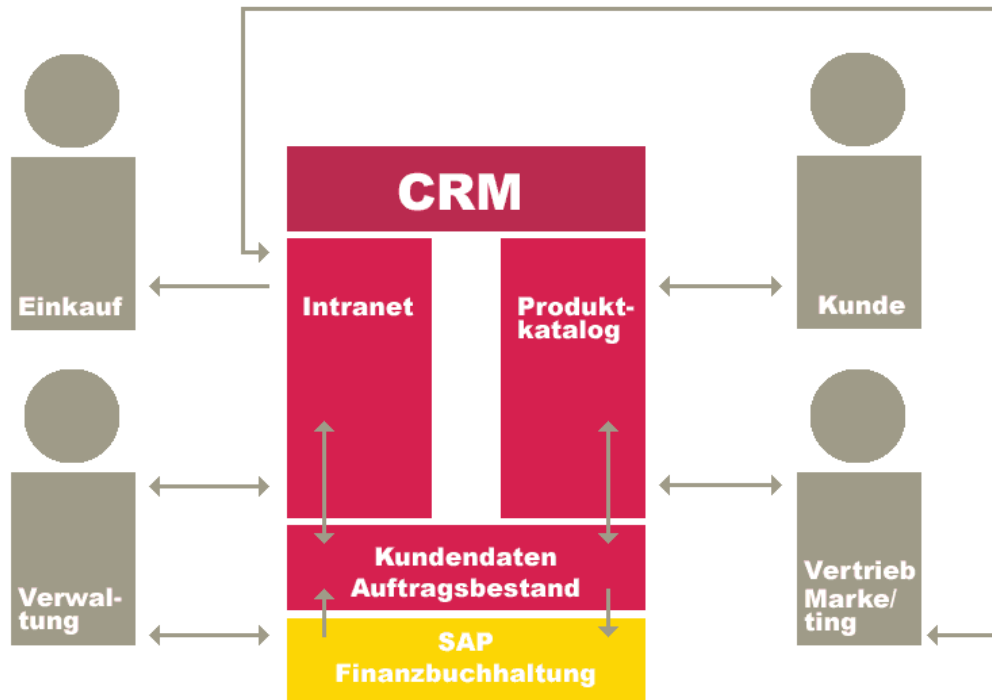 CRM
Einkauf
Intranet
Produkt-
katalog
Kunde
Verwal-
tung
Kundendaten
Auftragsbestand
Vertrieb
Marke/
ting
SAP
Finanzbuchhaltung